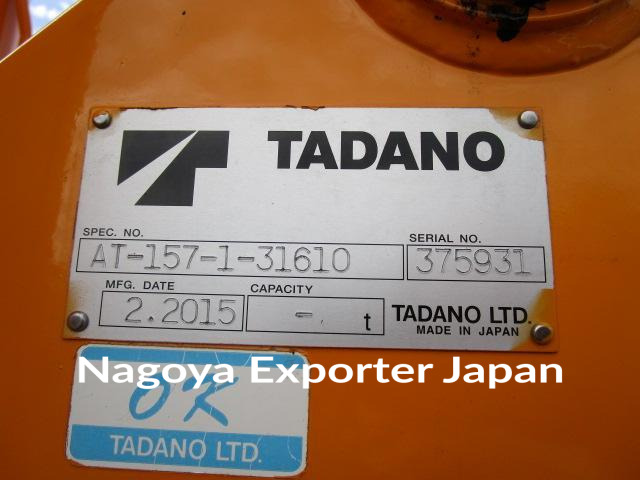 TADANO
SPEC. NO.
AT-157-1-31610
SERIAL NO.
375931
MFG. DATE
2.2015
CAPACITY
- t
TADANO LTD.
MADE IN JAPAN
Nagoya Exporter Japan
OK
TADANO LTD.